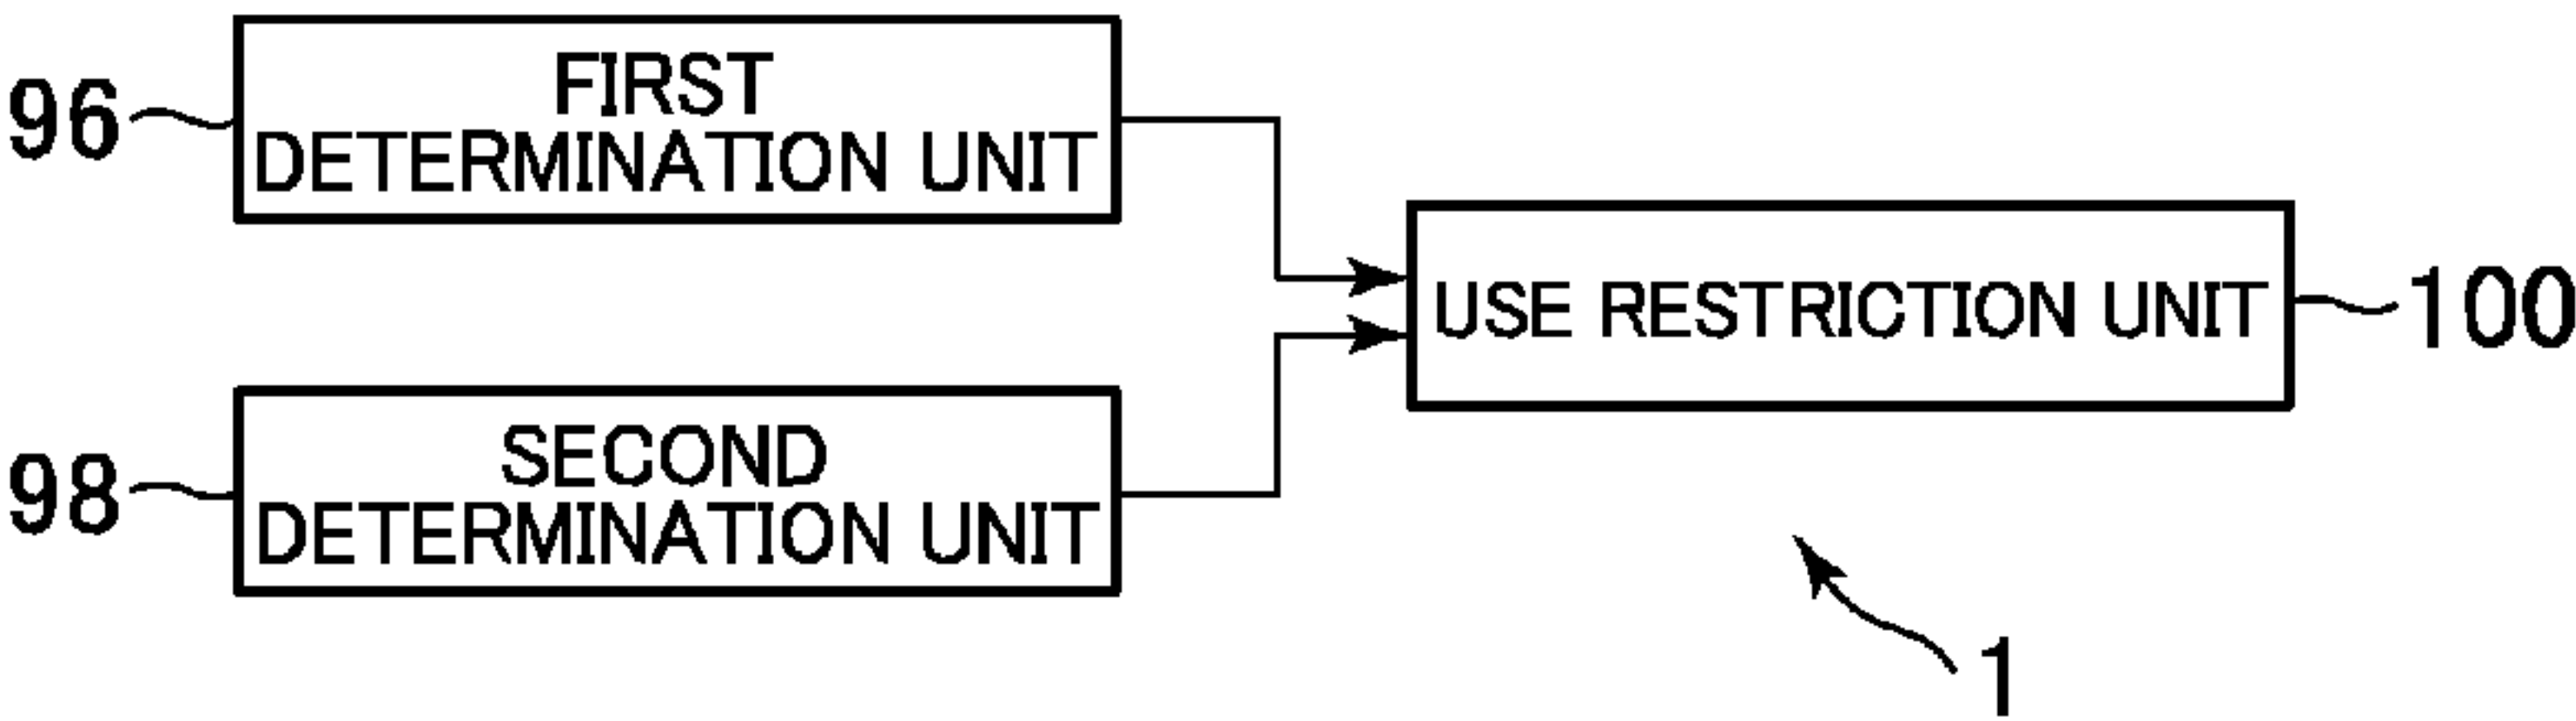 96
FIRST
DETERMINATION UNIT
USE RESTRICTION UNIT
100
98
SECOND
DETERMINATION UNIT
1